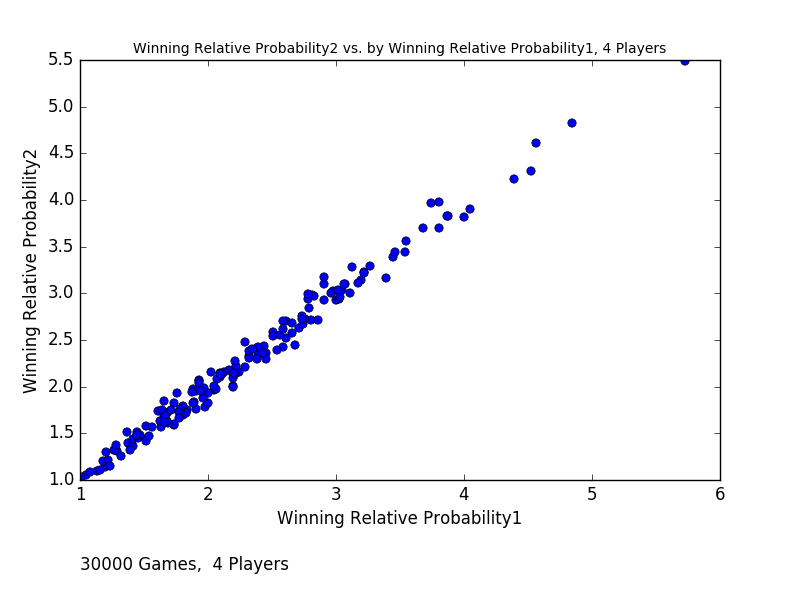 Winning Relative Probability2 vs. by Winning Relative Probability1, 4 Players
5.5
5.0
4.5
4.0
3.5
3.0
2.5
2.0
1.5
1.0
Winning Relative Probability2
1 2 3 4 5 6
Winning Relative Probability1
30000 Games,  4 Players